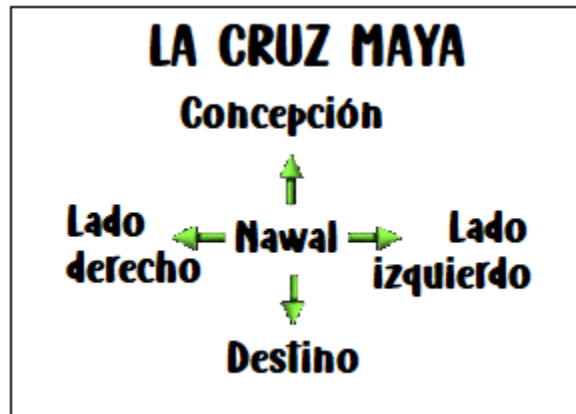 LA CRUZ MAYA
Concepción
Lado
derecho
Nawal
Lado
izquierdo
Destino